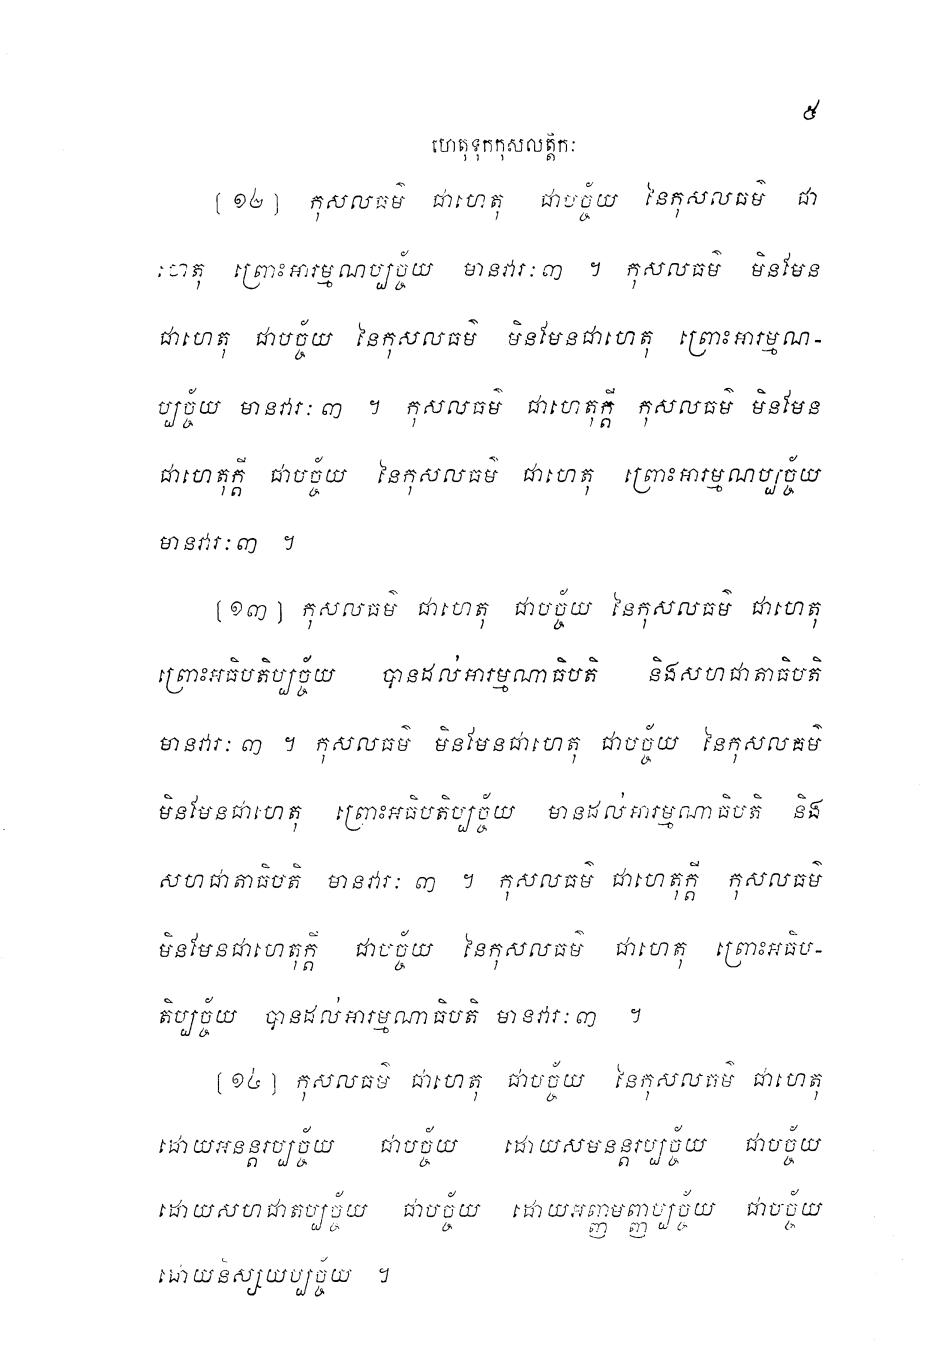 ៥
ហេតុទុកកុសលត្តិកៈ
(១២) កុសលធម៌ ជាហេតុ ជាបច្ច័យ នៃកុសលធម៌ ជា
ហេតុ ព្រោះអារម្មណប្បច្ច័យ មានវារៈ៣ ។ កុសលធម៌ មិនមែន
ជាហេតុ ជាបច្ច័យ នៃកុសលធម៌ មិនមែនជាហេតុ ព្រោះអារម្មណ-
ប្បច្ច័យ មានវារៈ៣ ។ កុសលធម៌ ជាហេតុក្តី កុសលធម៌ មិនមែន
ជាហេតុក្តី ជាបច្ច័យ នៃកុសលធម៌ ជាហេតុ ព្រោះអារម្មណប្បច្ច័យ
មានវារៈ៣ ។
(១៣) កុសលធម៌ ជាហេតុ ជាបច្ច័យ នៃកុសលធម៌ ជាហេតុ
ព្រោះអធិបតិប្បច្ច័យ បានដល់អារម្មណាធិបតិ និងសហជាតាធិបតិ
មានវារៈ៣ ។ កុសលធម៌ មិនមែនជាហេតុ ជាបច្ច័យ នៃកុសលធម៌
មិនមែនជាហេតុ ព្រោះអធិបតិប្បច្ច័យ មានដល់អារម្មណាធិបតិ និង
សហជាតាធិបតិ មានវារៈ ៣ ។ កុសលធម៌ ជាហេតុក្តី កុសលធម៌
មិនមែនជាហេតុក្តី ជាបច្ច័យ នៃកុសលធម៌ ជាហេតុ ព្រោះអធិប-
តិប្បច្ច័យ បានដល់អារម្មណាធិបតិ មានវារៈ៣ ។
(១៤) កុសលធម៌ ជាហេតុ ជាបច្ច័យ នៃកុសលធម៌ ជាហេតុ
ដោយអនន្តរប្បច្ច័យ ជាបច្ច័យ ដោយសមនន្តរប្បច្ច័យ ជាបច្ច័យ
ដោយសហជាតប្បច្ច័យ ជាបច្ច័យ ដោយអញ្ញមញ្ញប្បច្ច័យ ជាបច្ច័យ
ដោយនិស្សយប្បច្ច័យ ។